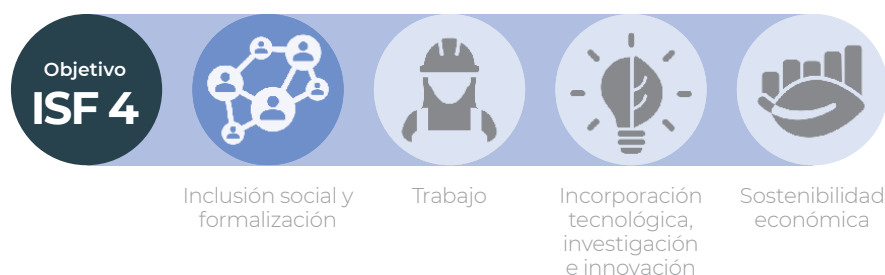 Objetivo
ISF 4
Inclusión social y
formalización
Trabajo
Incorporación
tecnológica,
investigación
e innovación
Sostenibilidad
económica